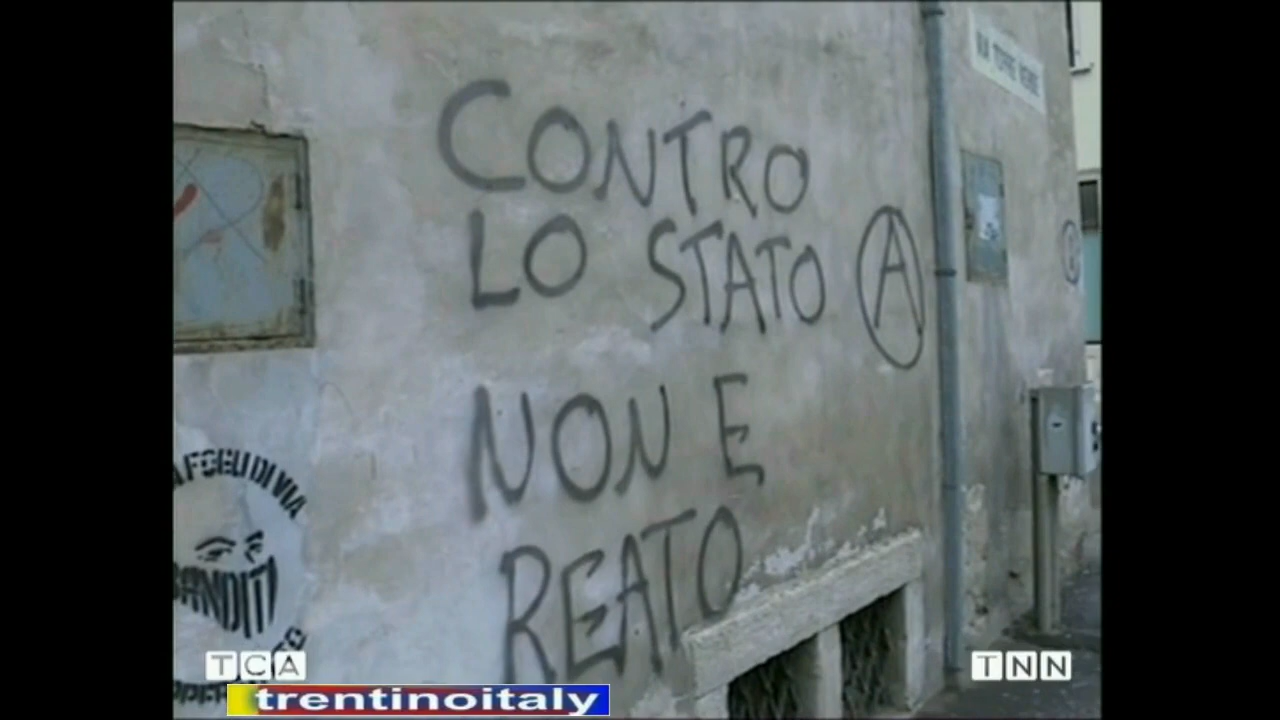 CONTRO
LO STATO Ⓐ
NON E
REATO
FOGLI DI VIA
BANDITI
TCA
TNN
trentinoitaly